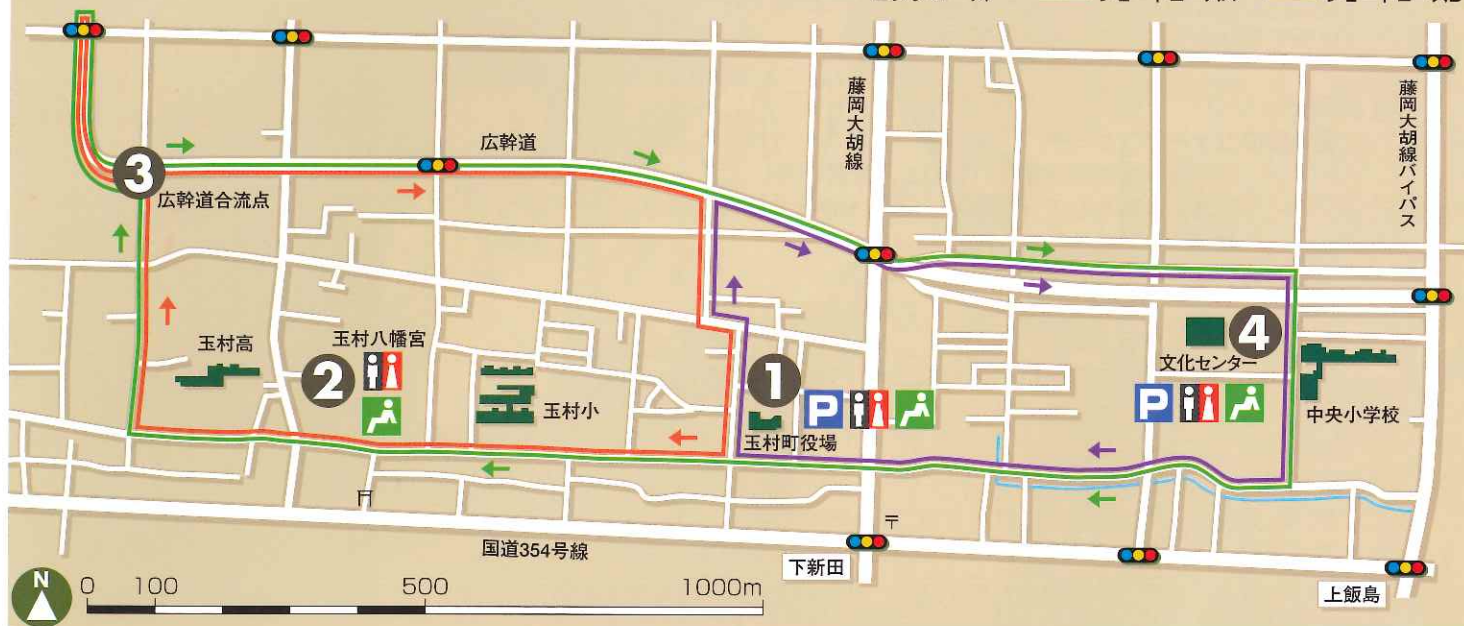 広幹道
藤岡大胡線
藤岡大胡線バイパス
3
広幹道合流点
玉村高
玉村八幡宮
2
玉村小
1
P
玉村町役場
4
文化センター
P
中央小学校
〒
国道354号線
下新田
上飯島
N
0 100 500 1000m